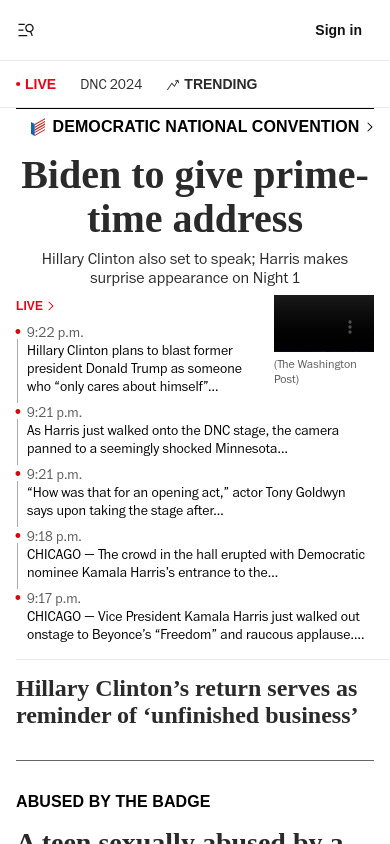 Sign in
LIVE
DNC 2024
TRENDING
DEMOCRATIC NATIONAL CONVENTION
Biden to give prime-
time address
Hillary Clinton also set to speak; Harris makes
surprise appearance on Night 1
LIVE
(The Washington
Post)
9:22 p.m.
Hillary Clinton plans to blast former
president Donald Trump as someone
who “only cares about himself”...
9:21 p.m.
As Harris just walked onto the DNC stage, the camera
panned to a seemingly shocked Minnesota...
9:21 p.m.
“How was that for an opening act,” actor Tony Goldwyn
says upon taking the stage after...
9:18 p.m.
CHICAGO — The crowd in the hall erupted with Democratic
nominee Kamala Harris’s entrance to the...
9:17 p.m.
CHICAGO — Vice President Kamala Harris just walked out
onstage to Beyonce’s “Freedom” and raucous applause....
Hillary Clinton’s return serves as
reminder of ‘unfinished business’
ABUSED BY THE BADGE
A teen sexually abused by a